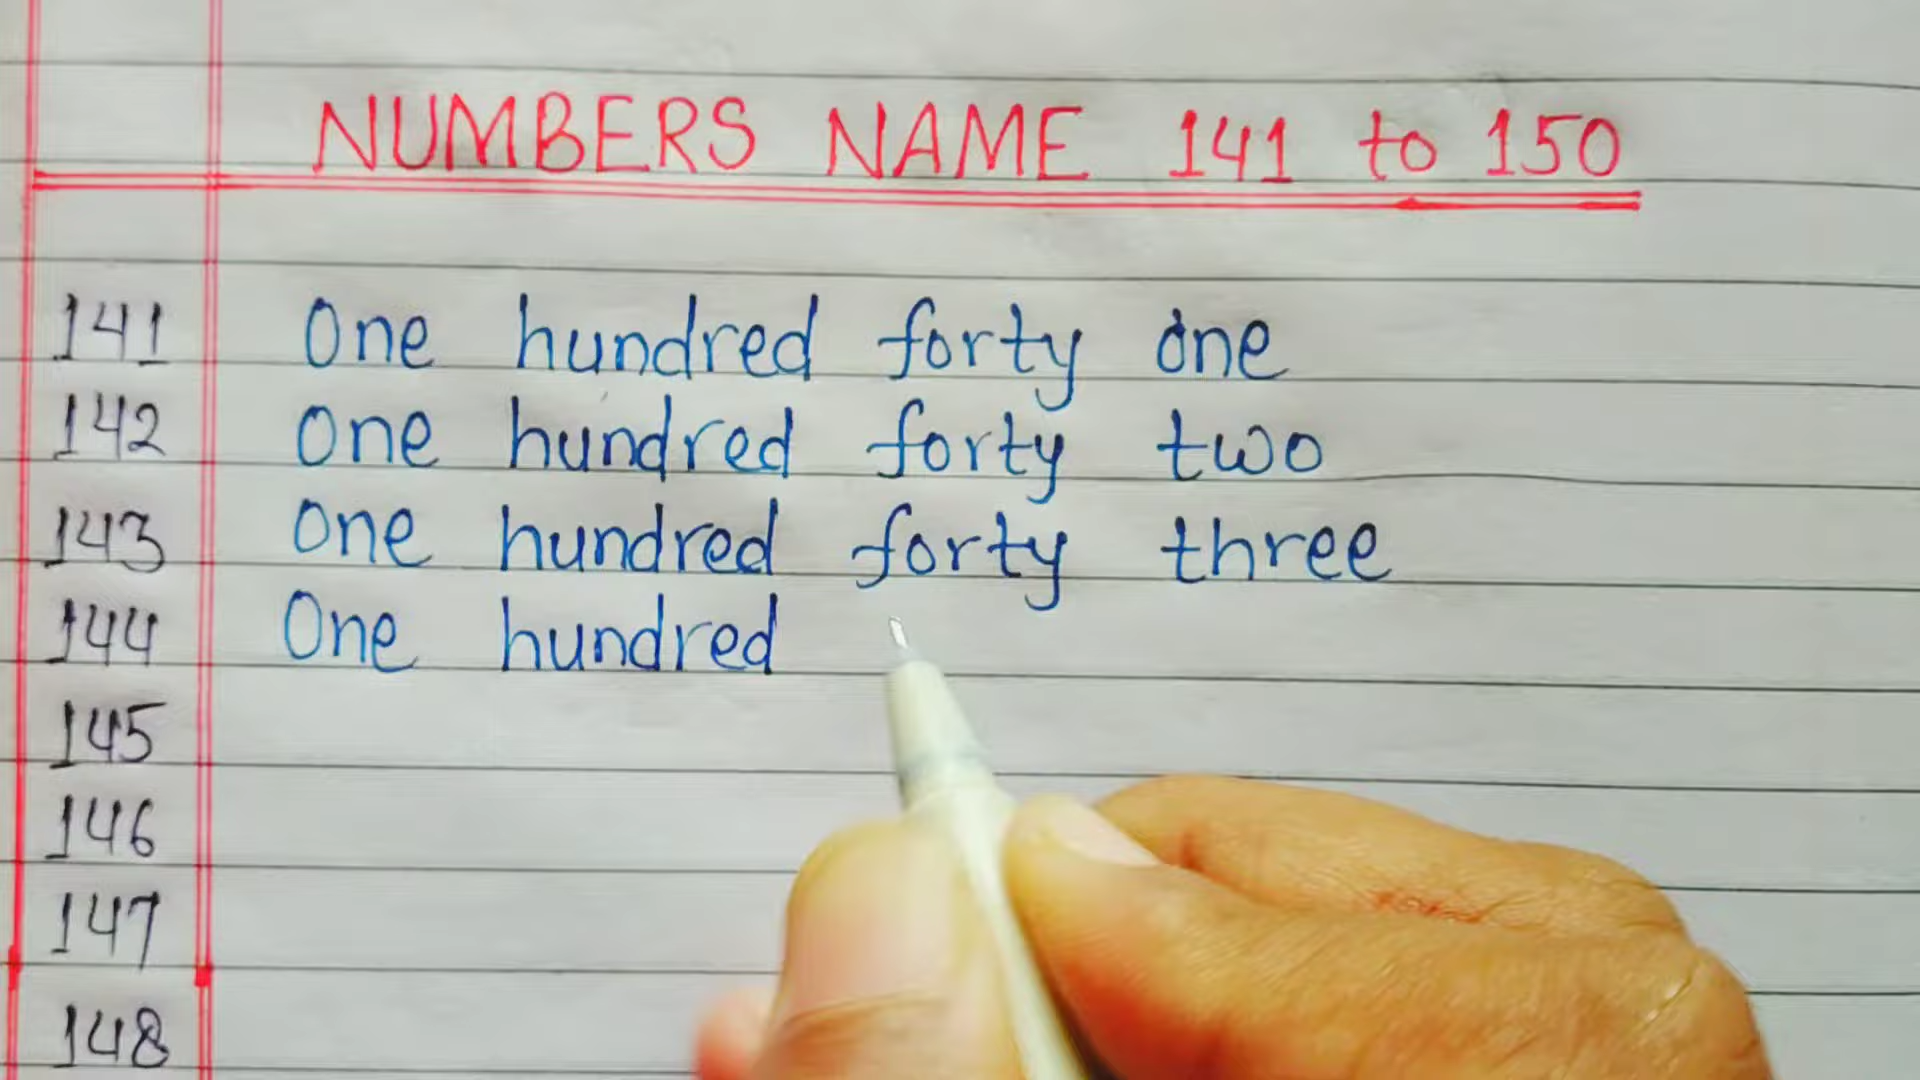 NUMBERS NAME 141 to 150
141 One hundred forty one
142 One hundred forty two
143 One hundred forty three
144 One hundred
145
146
147
148